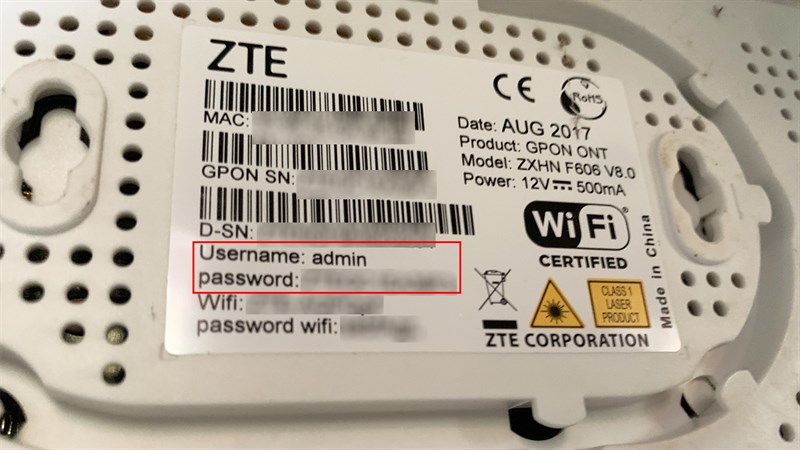 ZTE
CE
RoHS
MAC:
GPON SN:
D-SN:
Username: admin
password:
Wifi:
password wifi:
Date: AUG 2017
Product: GPON ONT
Model: ZXHN F606 V8.0
Power: 12V 500mA
WiFi®
CERTIFIED
CLASS 1
LASER
PRODUCT
ZTE CORPORATION
Made in China